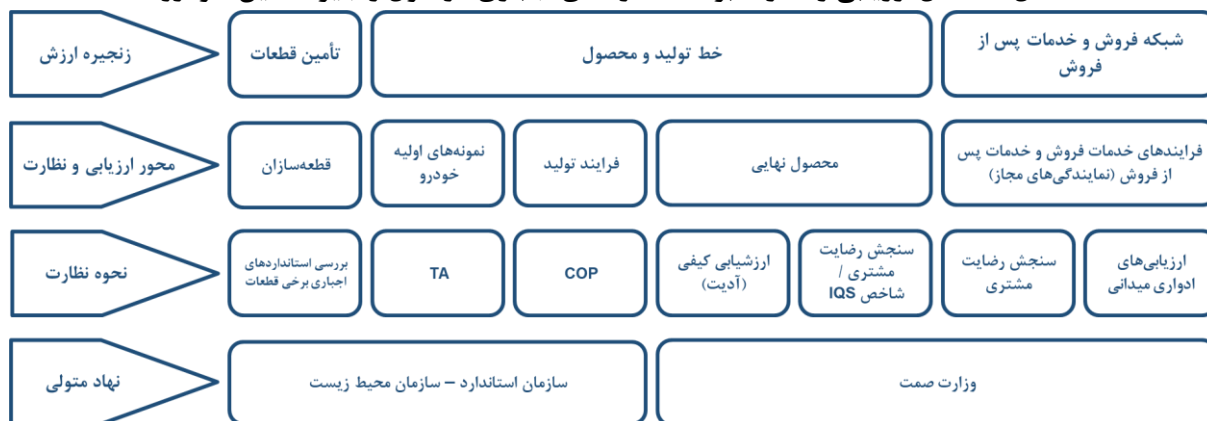 زنجیره ارزش
تأمین قطعات
خط تولید و محصول
شبکه فروش و خدمات پس از
فروش
محور ارزیابی و نظارت
قطعه‌سازان
نمونه‌های اولیه
خودرو
فرایند تولید
محصول نهایی
فرایندهای خدمات فروش و خدمات پس
از فروش (نمایندگی‌های مجاز)
نحوه نظارت
بررسی استانداردهای
اجباری برخی قطعات
TA
COP
ارزشیابی کیفی
(آدیت)
سنجش رضایت
مشتری /
شاخص IQS
سنجش رضایت
مشتری
ارزیابی‌های
ادواری میدانی
نهاد متولی
سازمان استاندارد – سازمان محیط زیست
وزارت صمت